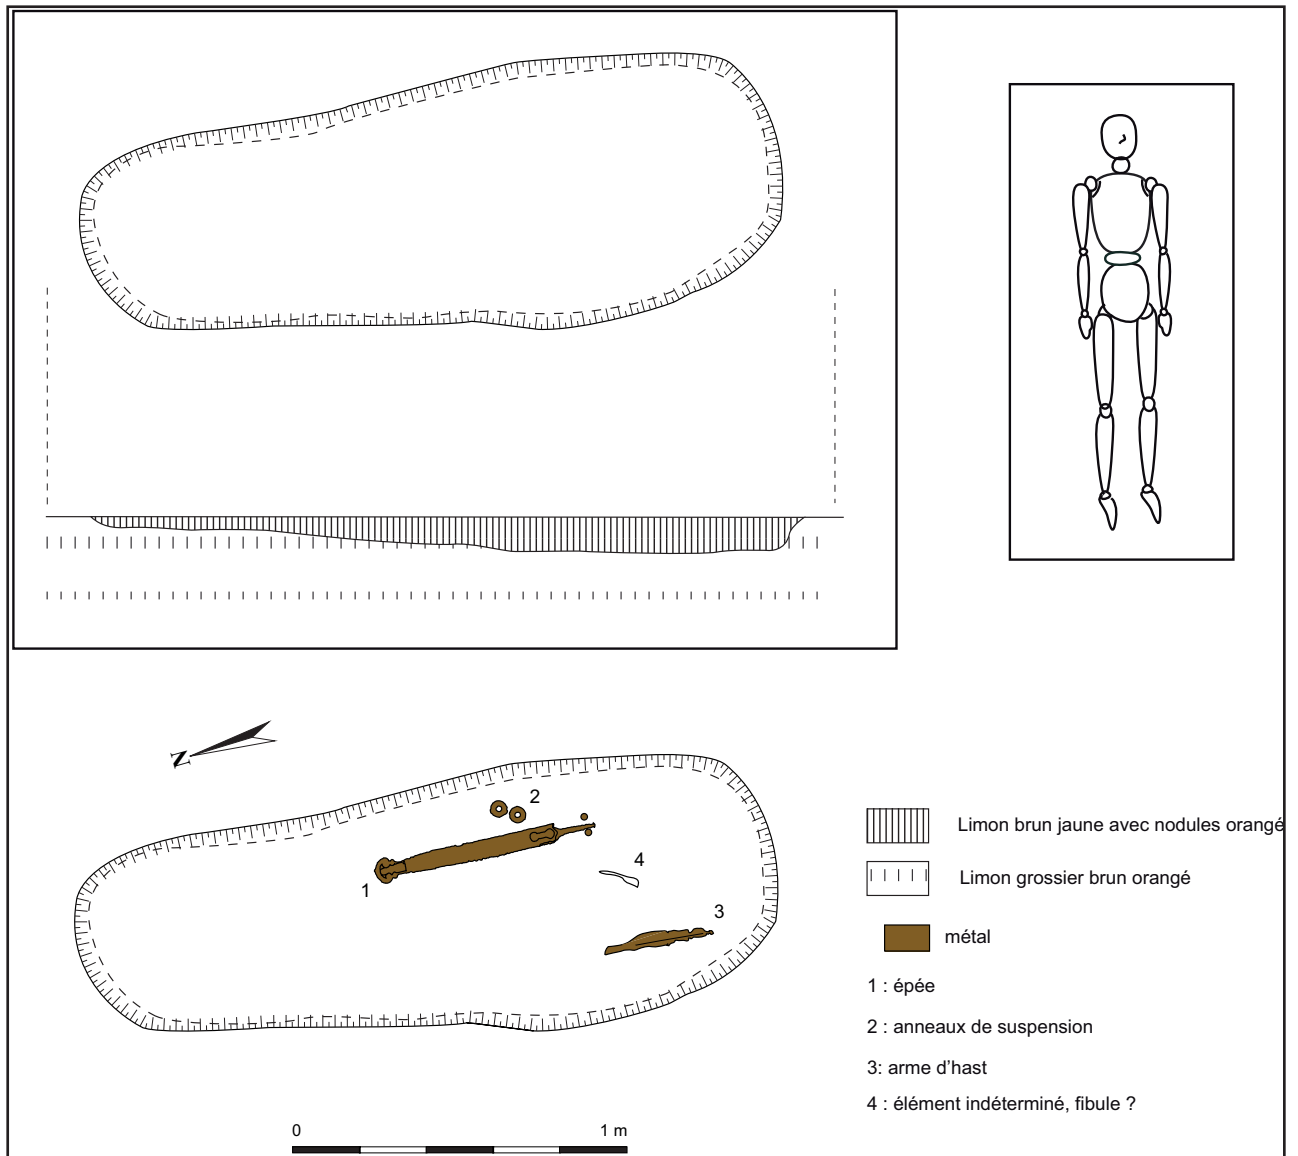 N
2
4
1
3
Limon brun jaune avec nodules orangé
Limon grossier brun orangé
métal
1 : épée
2 : anneaux de suspension
3: arme d'hast
4 : élément indéterminé, fibule ?
0 1 m